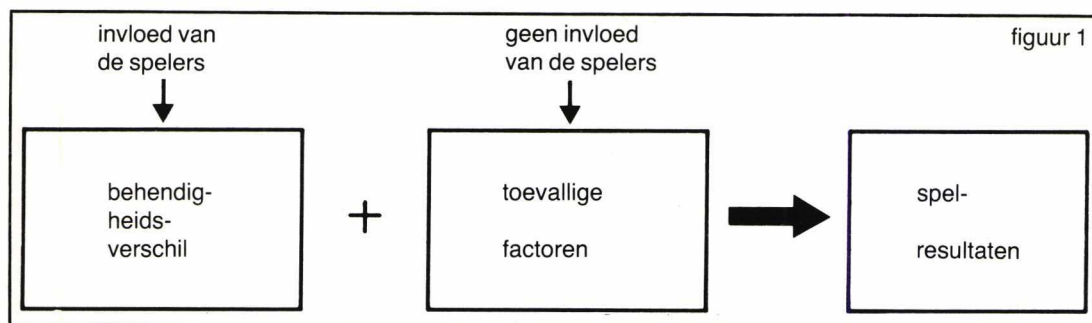 invloed van
de spelers
geen invloed
van de spelers
figuur 1
behendig-
heids-
verschil
+
toevallige
factoren
spel-
resultaten